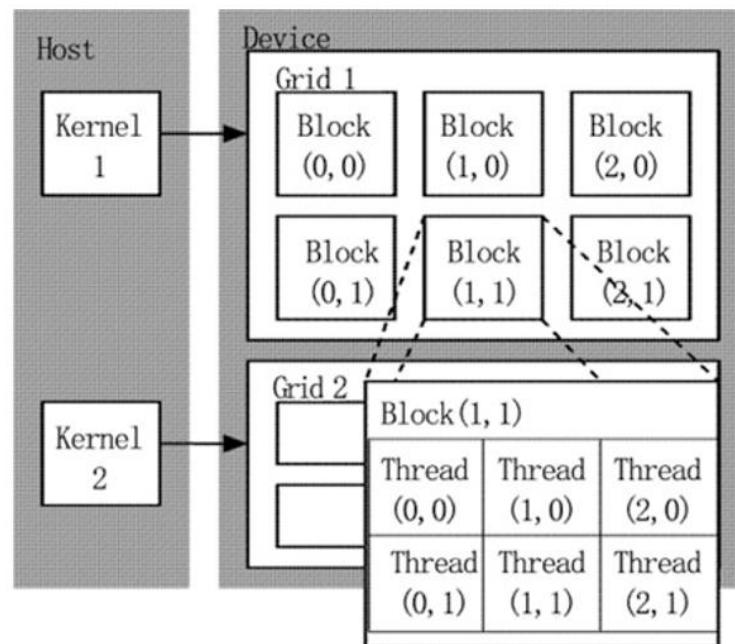 Host
Device
Grid 1
Kernel
1
Block
(0, 0)
Block
(1, 0)
Block
(2, 0)
Block
(0, 1)
Block
(1, 1)
Block
(2, 1)
Grid 2
Kernel
2
Block(1, 1)
Thread
(0, 0)
Thread
(1, 0)
Thread
(2, 0)
Thread
(0, 1)
Thread
(1, 1)
Thread
(2, 1)